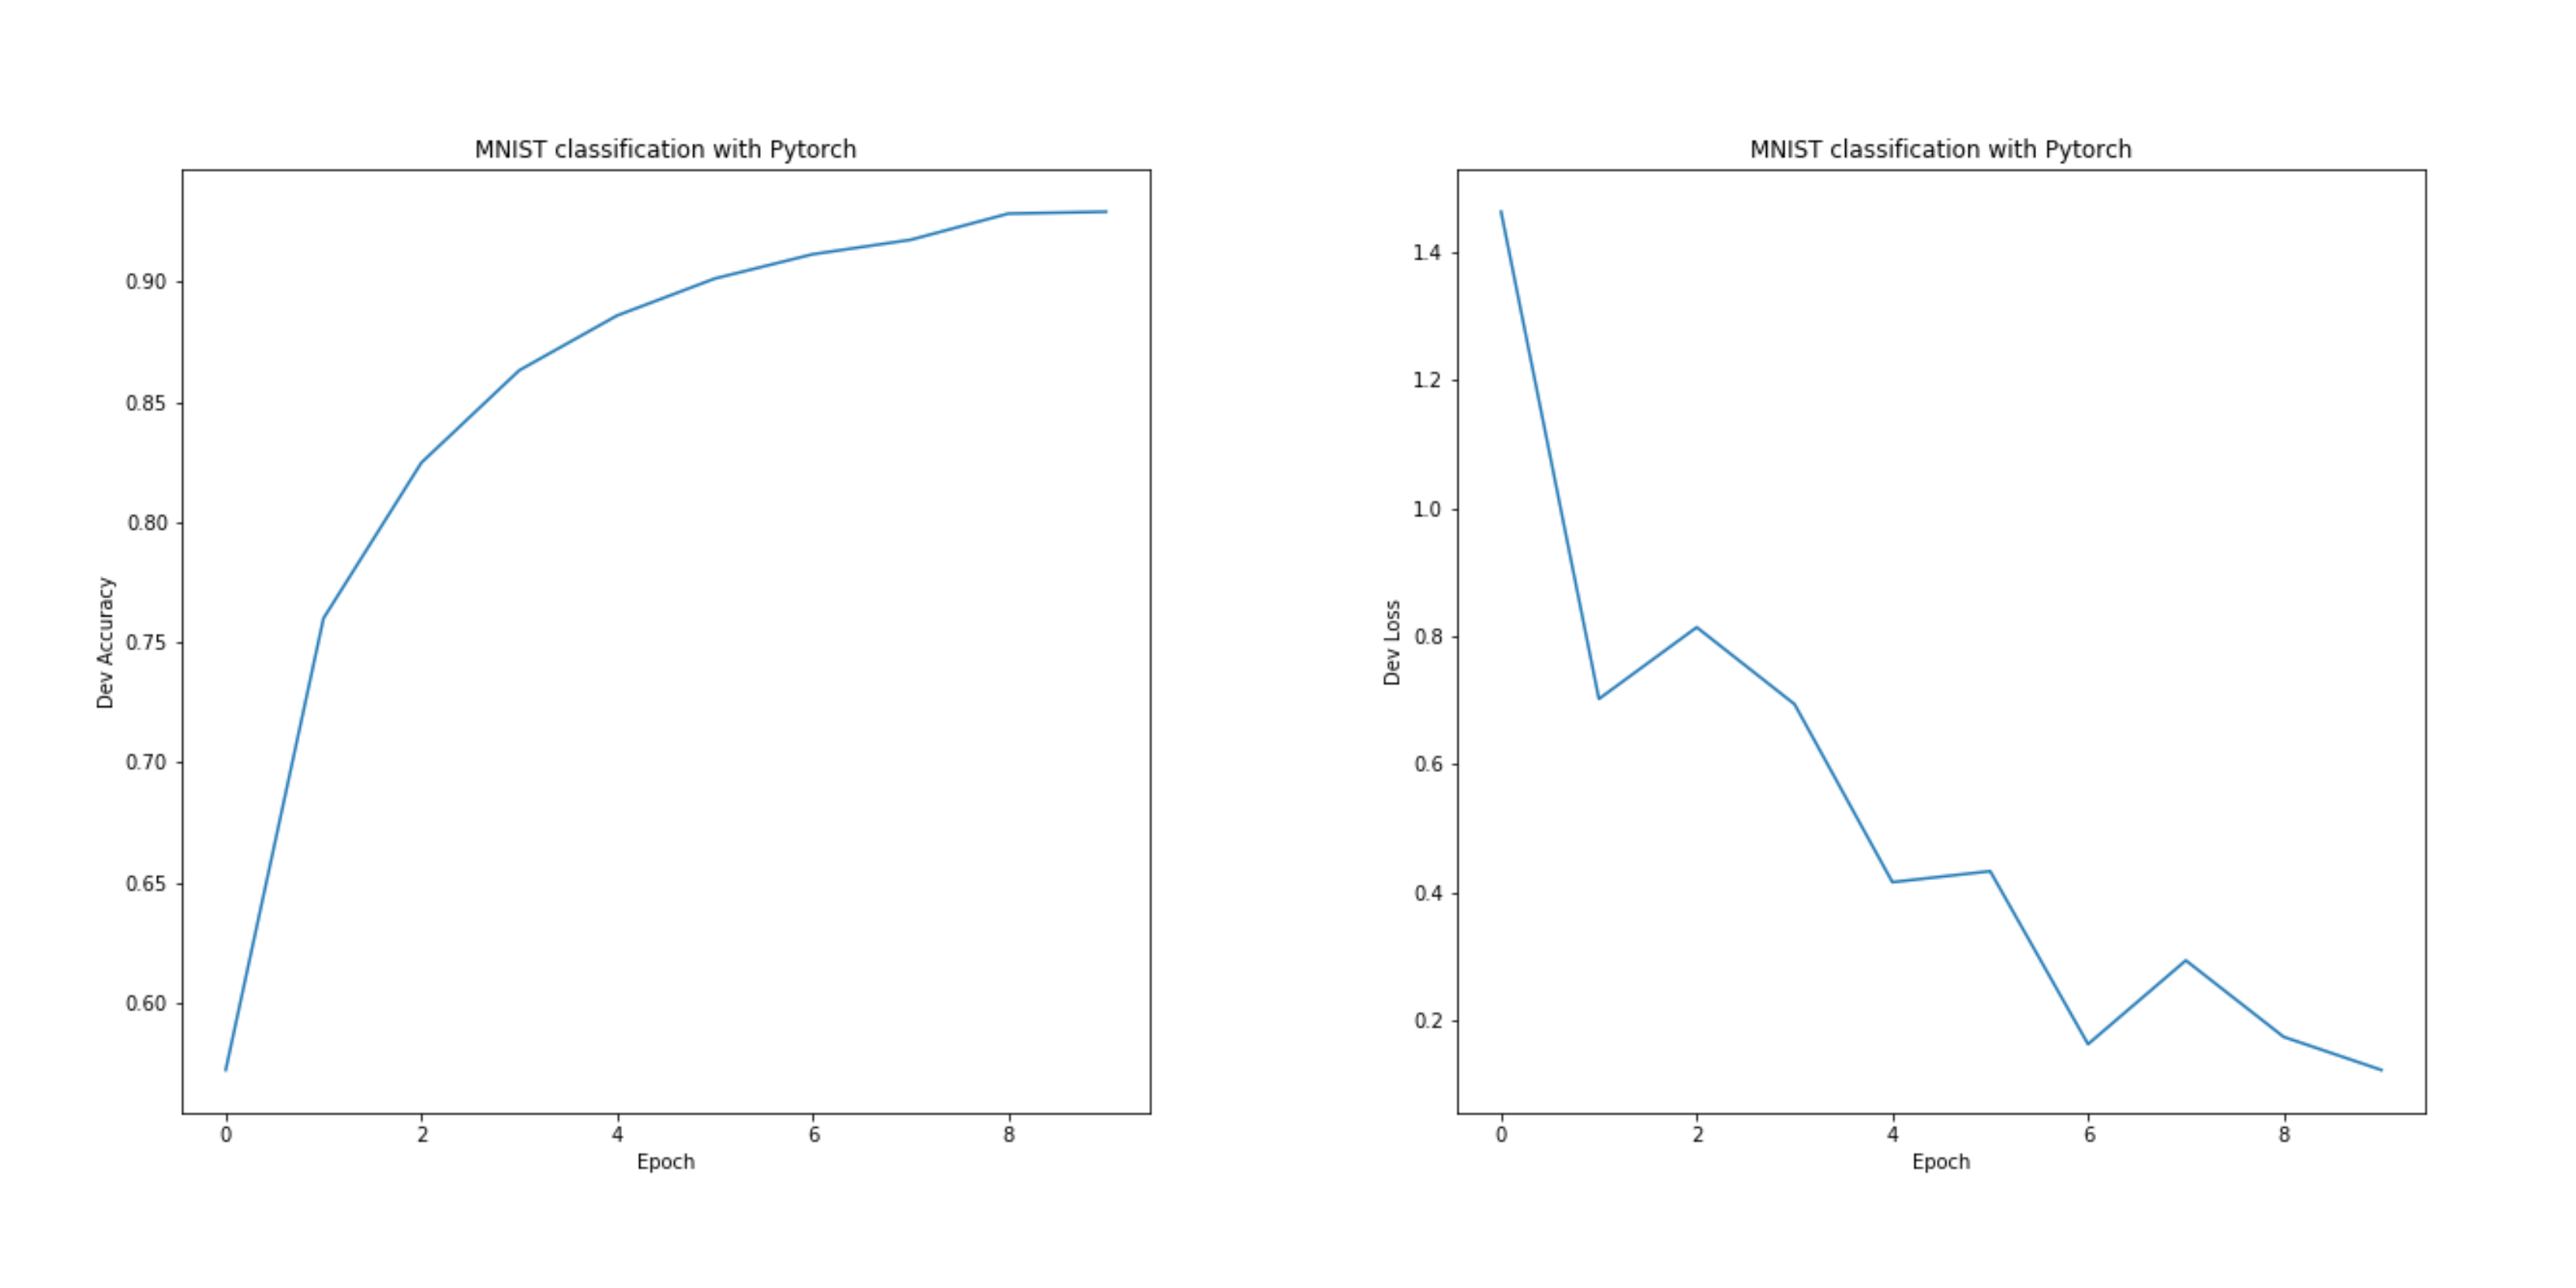 MNIST classification with Pytorch
0.90
0.85
0.80
0.75
0.70
0.65
0.60
Dev Accuracy
0 2 4 6 8
Epoch
MNIST classification with Pytorch
1.4
1.2
1.0
0.8
0.6
0.4
0.2
Dev Loss
0 2 4 6 8
Epoch